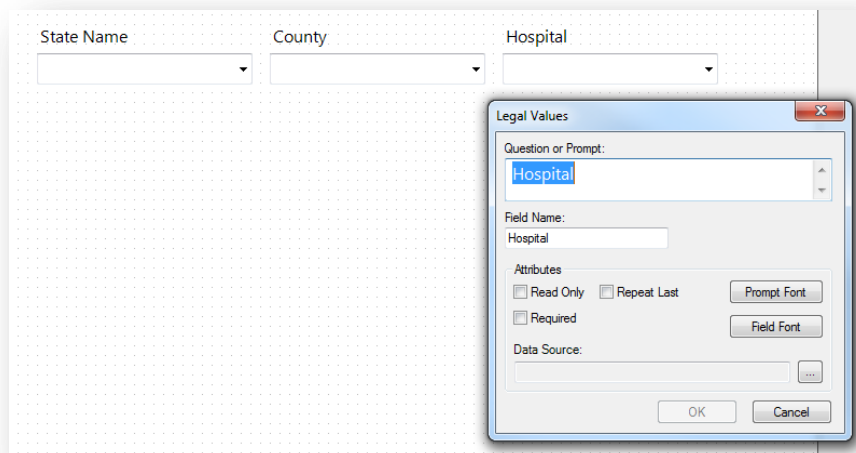 State Name County Hospital
Legal Values
Question or Prompt:
Hospital
Field Name:
Hospital
Attributes
Read Only Repeat Last Prompt Font
Required Field Font
Data Source:
...
OK Cancel